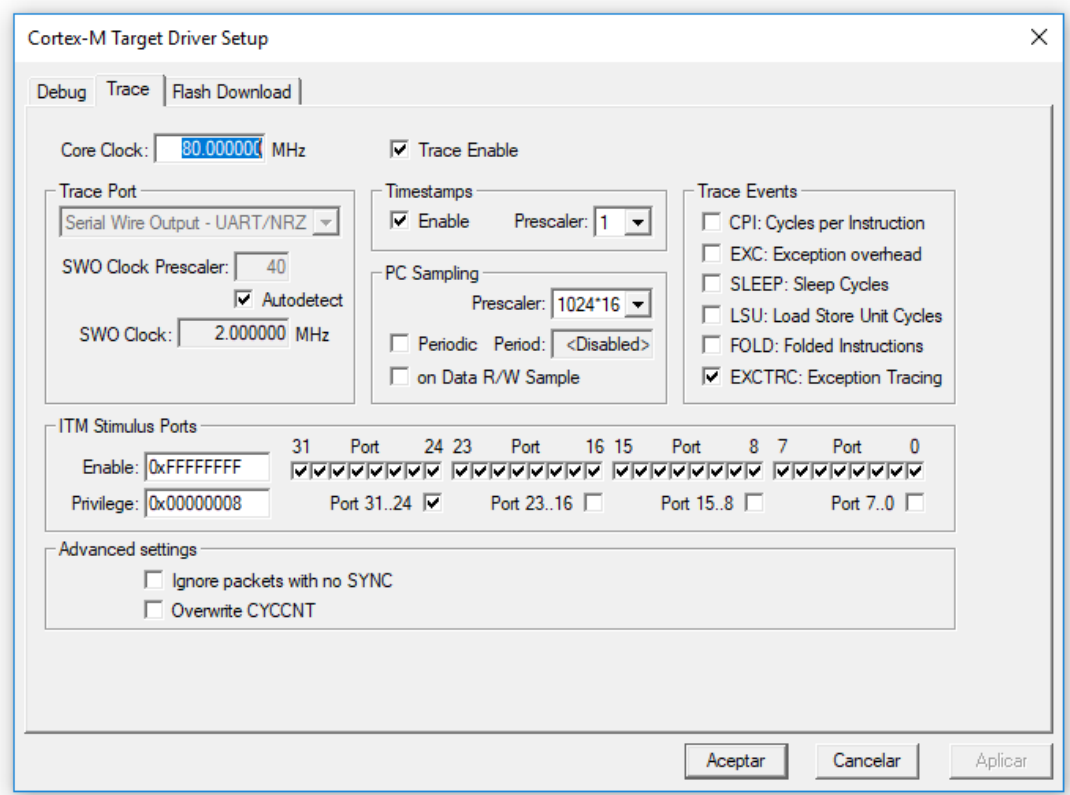 Cortex-M Target Driver Setup
Debug Trace Flash Download
Core Clock: 80.000000 MHz
Trace Enable
Trace Port
Serial Wire Output - UART/NRZ
SWO Clock Prescaler: 40
Autodetect
SWO Clock: 2.000000 MHz
Timestamps
Enable Prescaler: 1
PC Sampling
Prescaler: 1024*16
Periodic Period: <Disabled>
on Data R/W Sample
Trace Events
CPI: Cycles per Instruction
EXC: Exception overhead
SLEEP: Sleep Cycles
LSU: Load Store Unit Cycles
FOLD: Folded Instructions
EXCTRC: Exception Tracing
ITM Stimulus Ports
31 Port 24 23 Port 16 15 Port 8 7 Port 0
Enable: 0xFFFFFFFF
Privilege: 0x00000008 Port 31..24 Port 23..16 Port 15..8 Port 7..0
Advanced settings
Ignore packets with no SYNC
Overwrite CYCCNT
Aceptar Cancelar Aplicar